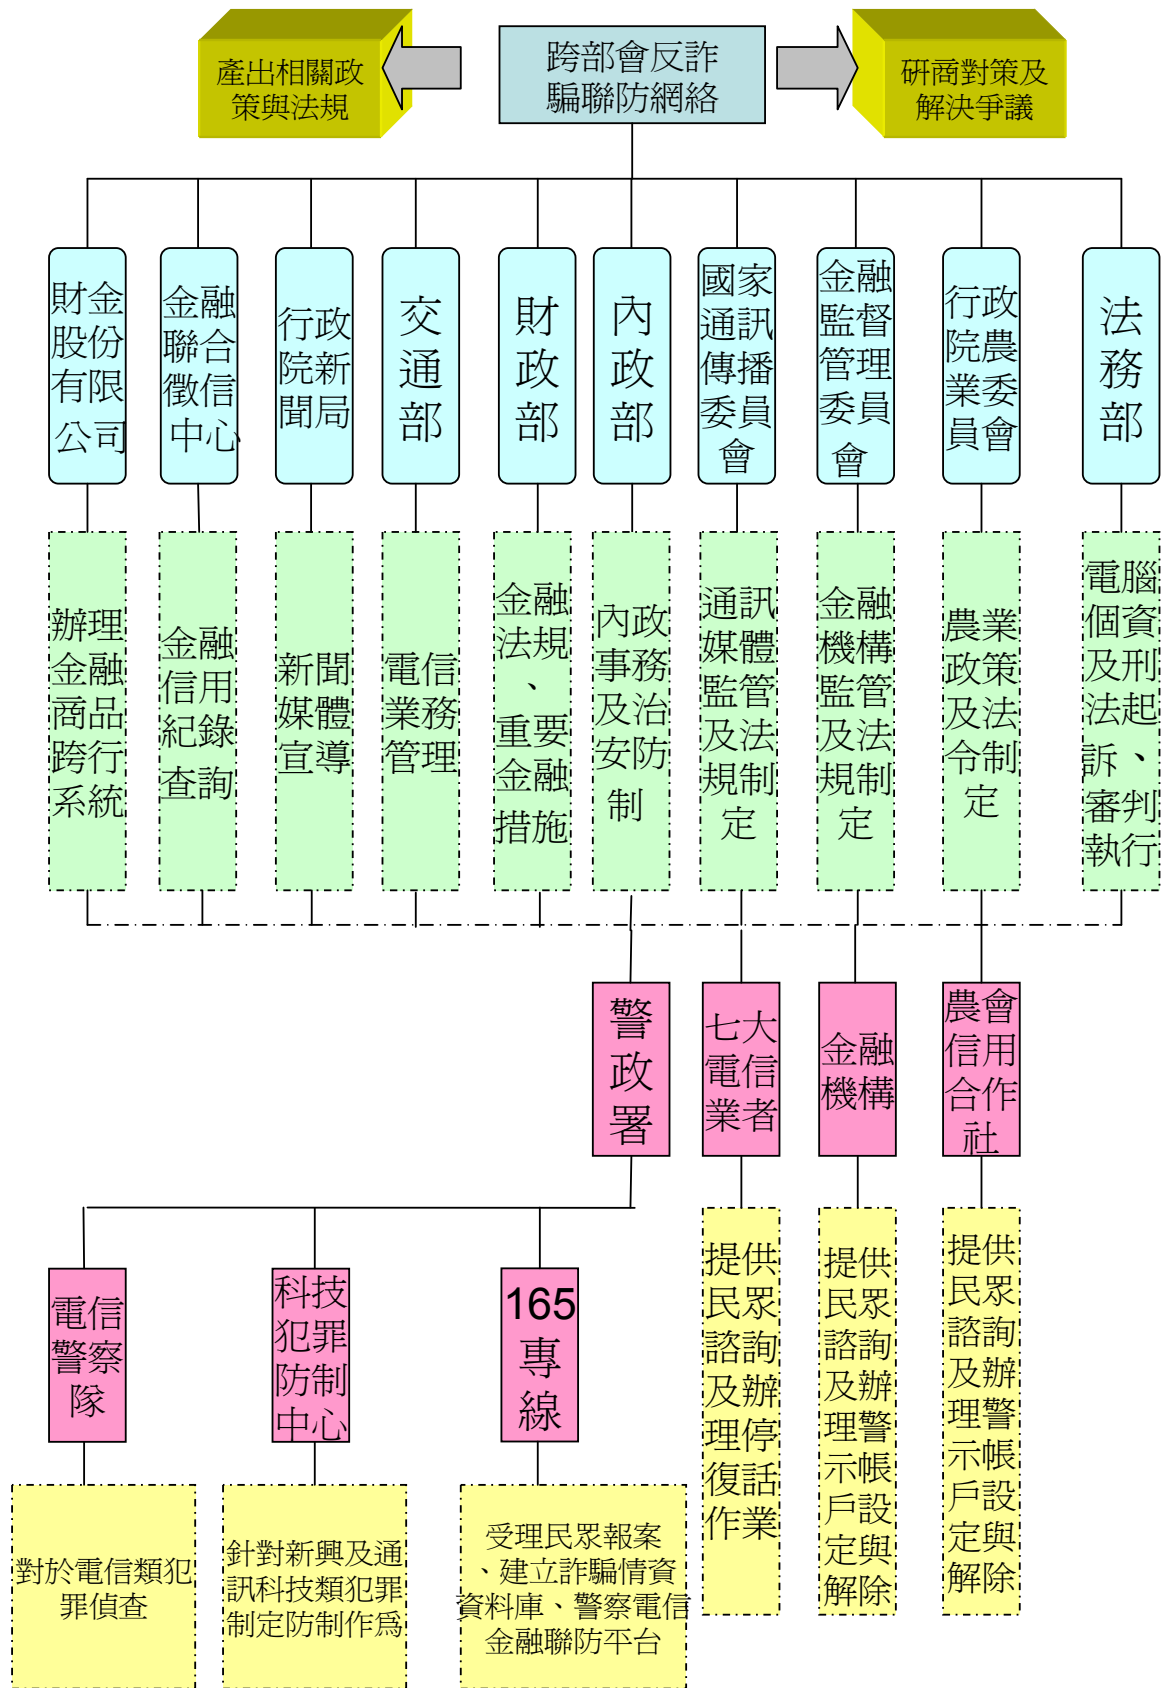 產出相關政
策與法規
跨部會反詐
騙聯防網絡
研商對策及
解決爭議
財金
股份
有限
公司
金融
聯合
徵信
中心
行政
院新
聞局
交
通
部
財
政
部
內
政
部
國家
通訊
傳播
委員
會
金融
監督
管理
委員
會
行政
院農
業委
員會
法
務
部
辦理
金融
商品
跨行
系統
金融
信用
紀錄
查詢
新聞
媒體
宣導
電信
業務
管理
金融
法規
、
重要
金融
措施
內政
事務
及治
安防
制
通訊
媒體
監管
及法
規制
定
金融
機構
監管
及法
規制
定
農業
政策
及法
令制
定
電腦
個資
及刑
法起
訴、
審判
執行
警
政
署
七大
電信
業者
金融
機構
農會
信用
合作
社
電信
警察
隊
科技
犯罪
防制
中心
165
專
線
提供
民眾
諮詢
及辦
理停
復話
作業
提供
民眾
諮詢
及辦
理警
示帳
戶設
定與
解除
提供
民眾
諮詢
及辦
理警
示帳
戶設
定與
解除
對於電信類犯
罪偵查
針對新興及通
訊科技類犯罪
制定防制作為
受理民眾報案
、建立詐騙情資
資料庫、警察電信
金融聯防平台